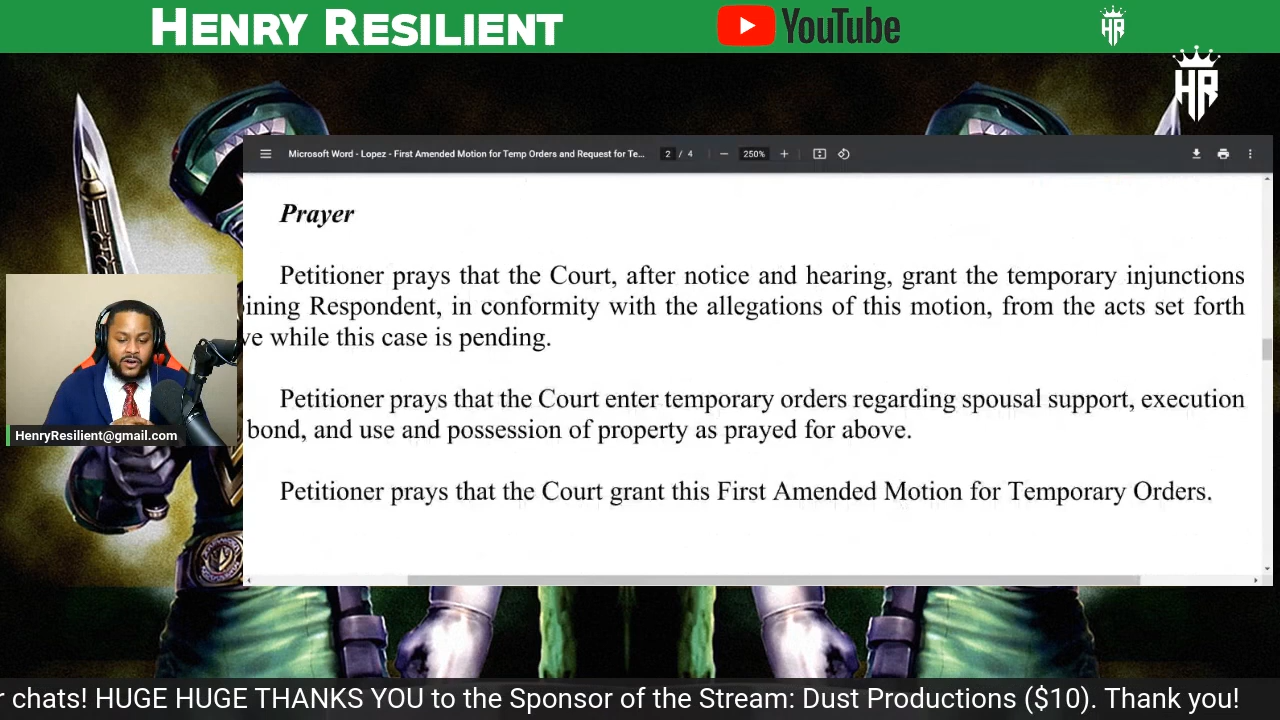 HENRY RESILIENT
YouTube
HR
HR
Microsoft Word - Lopez - First Amended Motion for Temp Orders and Request for Te...
2 / 4
250%
Prayer
Petitioner prays that the Court, after notice and hearing, grant the temporary injunctions
ining Respondent, in conformity with the allegations of this motion, from the acts set forth
ve while this case is pending.
Petitioner prays that the Court enter temporary orders regarding spousal support, execution
bond, and use and possession of property as prayed for above.
Petitioner prays that the Court grant this First Amended Motion for Temporary Orders.
HenryResilient@gmail.com
r chats! HUGE HUGE THANKS YOU to the Sponsor of the Stream: Dust Productions ($10). Thank you!